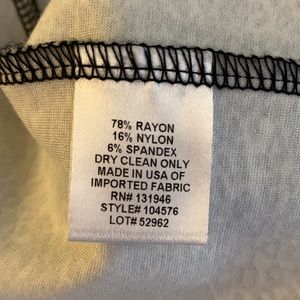 78% RAYON
16% NYLON
6% SPANDEX
DRY CLEAN ONLY
MADE IN USA OF
IMPORTED FABRIC
RN# 131946
STYLE# 104576
LOT# 52962